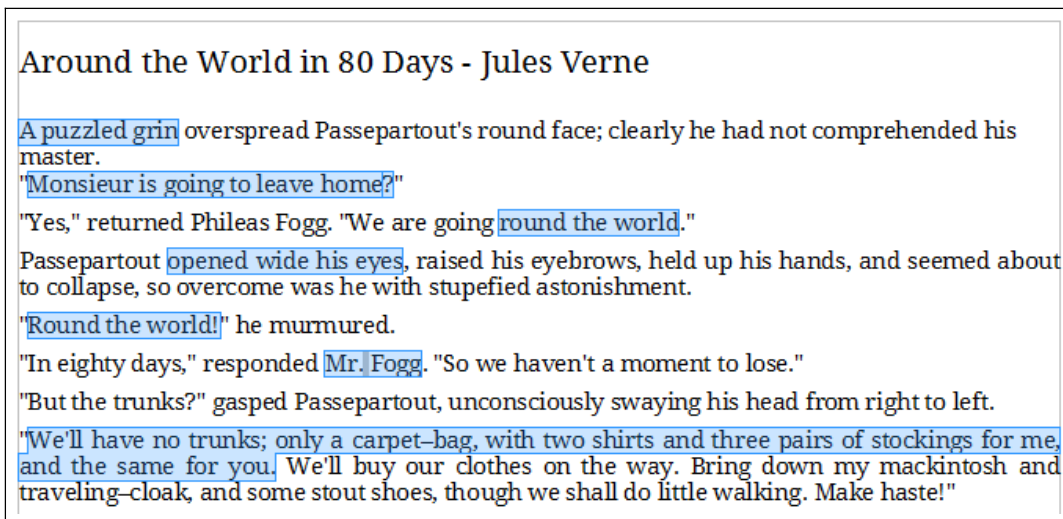 Around the World in 80 Days - Jules Verne
A puzzled grin overspread Passepartout's round face; clearly he had not comprehended his
master.
"Monsieur is going to leave home?"
"Yes," returned Phileas Fogg. "We are going round the world."
Passepartout opened wide his eyes, raised his eyebrows, held up his hands, and seemed about
to collapse, so overcome was he with stupefied astonishment.
"Round the world!" he murmured.
"In eighty days," responded Mr. Fogg. "So we haven't a moment to lose."
"But the trunks?" gasped Passepartout, unconsciously swaying his head from right to left.
"We'll have no trunks; only a carpet–bag, with two shirts and three pairs of stockings for me,
and the same for you. We'll buy our clothes on the way. Bring down my mackintosh and
traveling–cloak, and some stout shoes, though we shall do little walking. Make haste!"